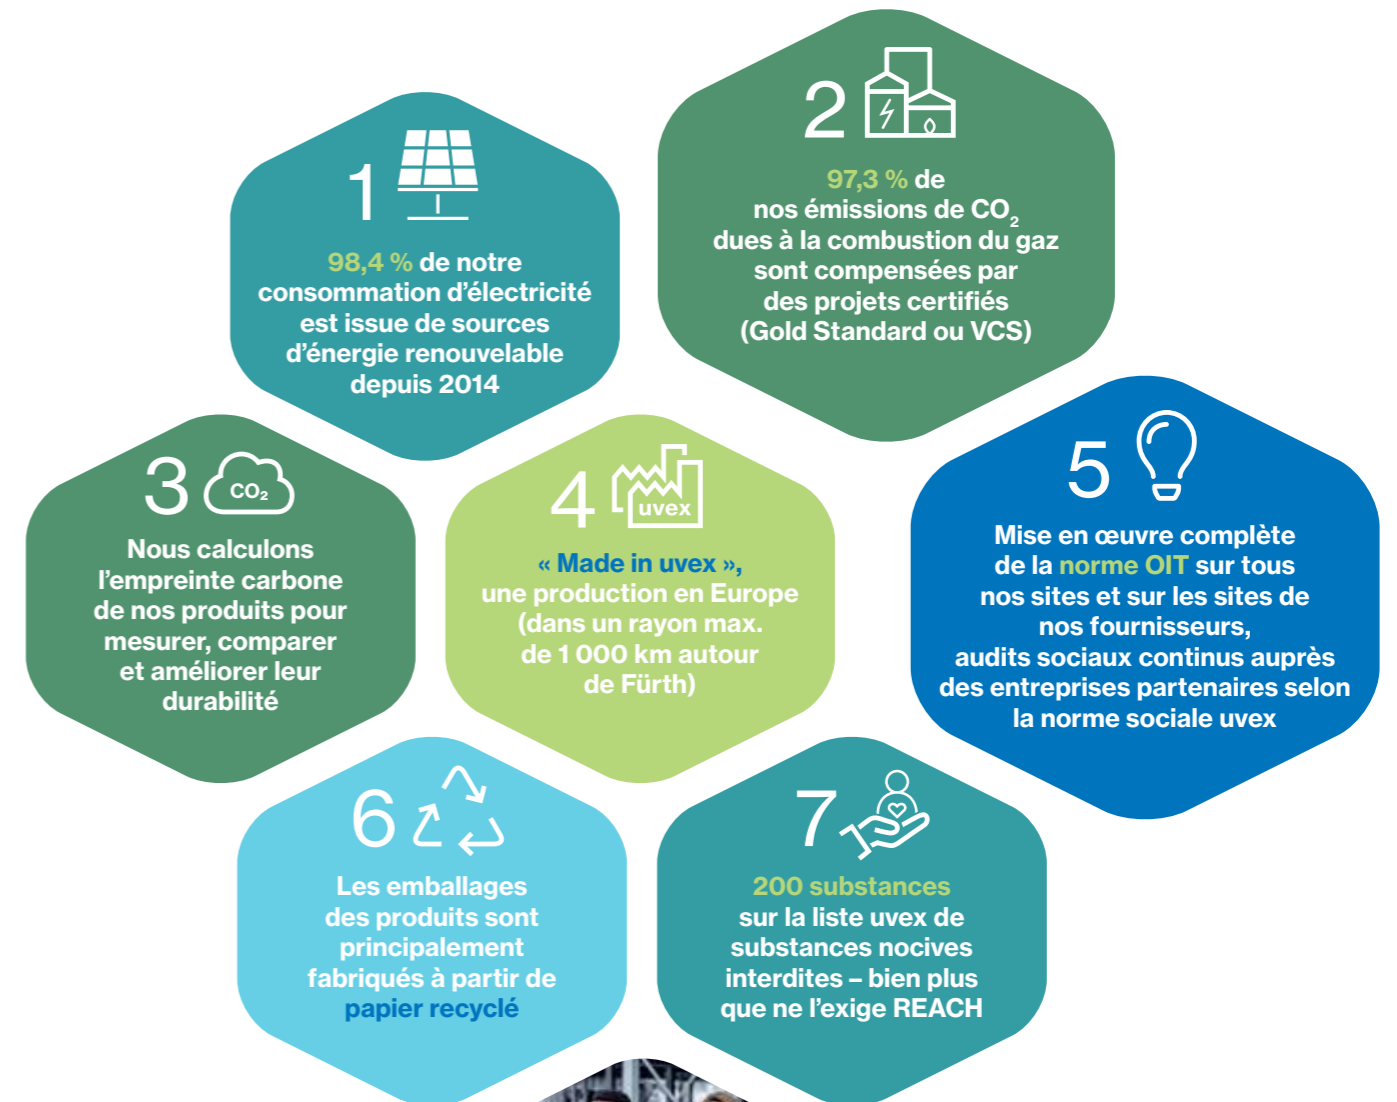 1
98,4 % de notre
consommation d’électricité
est issue de sources
d’énergie renouvelable
depuis 2014
2
97,3 % de
nos émissions de CO₂
dues à la combustion du gaz
sont compensées par
des projets certifiés
(Gold Standard ou VCS)
3
CO₂
Nous calculons
l’empreinte carbone
de nos produits pour
mesurer, comparer
et améliorer leur
durabilité
4
uvex
« Made in uvex »,
une production en Europe
(dans un rayon max.
de 1 000 km autour
de Fürth)
5
Mise en œuvre complète
de la norme OIT sur tous
nos sites et sur les sites de
nos fournisseurs,
audits sociaux continus auprès
des entreprises partenaires selon
la norme sociale uvex
6
Les emballages
des produits sont
principalement
fabriqués à partir de
papier recyclé
7
200 substances
sur la liste uvex de
substances nocives
interdites – bien plus
que ne l’exige REACH